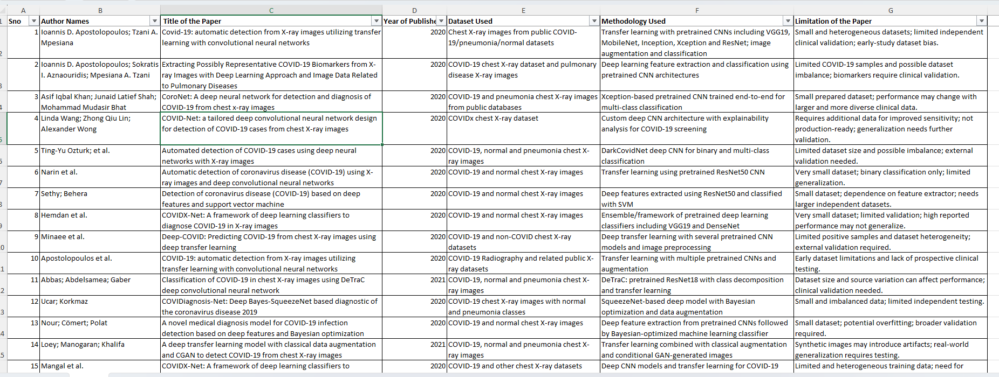 A B C D E F G
1 Sno Author Names Title of the Paper Year of Publishe Dataset Used Methodology Used Limitation of the Paper
1 Ioannis D. Apostolopoulos; Tzani A. Covid-19: automatic detection from X-ray images utilizing transfer 2020 Chest X-ray images from public COVID- Transfer learning with pretrained CNNs including VGG19, Small and heterogeneous datasets; limited independent
Mpesiana learning with convolutional neural networks 19/pneumonia/normal datasets MobileNet, Inception, Xception and ResNet; image clinical validation; early-study dataset bias.
2 augmentation and classification
2 Ioannis D. Apostolopoulos; Sokratis Extracting Possibly Representative COVID-19 Biomarkers from X- 2020 COVID-19 chest X-ray dataset and pulmonary Deep learning feature extraction and classification using Limited COVID-19 samples and possible dataset
I. Aznaouridis; Mpesiana A. Tzani ray Images with Deep Learning Approach and Image Data Related disease X-ray images pretrained CNN architectures imbalance; biomarkers require clinical validation.
3 to Pulmonary Diseases
3 Asif Iqbal Khan; Junaid Latief Shah; CoroNet: A deep neural network for detection and diagnosis of 2020 COVID-19 and pneumonia chest X-ray images Xception-based pretrained CNN trained end-to-end for Small prepared dataset; performance may change with
4 Mohammad Mudasir Bhat COVID-19 from chest x-ray images from public databases multi-class classification larger and more diverse clinical data.
4 Linda Wang; Zhong Qiu Lin; COVID-Net: a tailored deep convolutional neural network design 2020 COVIDx chest X-ray dataset Custom deep CNN architecture with explainability Requires additional data for improved sensitivity; not
Alexander Wong for detection of COVID-19 cases from chest X-ray images analysis for COVID-19 screening production-ready; generalization needs further
5 validation.
5 Ting-Yu Ozturk; et al. Automated detection of COVID-19 cases using deep neural 2020 COVID-19, normal and pneumonia chest X- DarkCovidNet deep CNN for binary and multi-class Limited dataset size and possible imbalance; external
networks with X-ray images ray images classification validation needed.
6 Narin et al. Automatic detection of coronavirus disease (COVID-19) using X- 2020 COVID-19 and normal chest X-ray images Transfer learning using pretrained ResNet50 CNN Very small dataset; binary classification only; limited
7 ray images and deep convolutional neural networks generalization.
7 Sethy; Behera Detection of coronavirus disease (COVID-19) based on deep 2020 COVID-19 and normal chest X-ray images Deep features extracted using ResNet50 and classified Small dataset; dependence on feature extractor; needs
features and support vector machine with SVM larger independent datasets.
8 Hemdan et al. COVIDX-Net: A framework of deep learning classifiers to 2020 COVID-19 and normal chest X-ray images Ensemble/framework of pretrained deep learning Very small dataset; limited validation; high reported
9 diagnose COVID-19 in X-ray images classifiers including VGG19 and DenseNet performance may not generalize.
9 Minaee et al. Deep-COVID: Predicting COVID-19 from chest X-ray images using 2020 COVID-19 and non-COVID chest X-ray Deep transfer learning with several pretrained CNN Limited positive samples and dataset heterogeneity;
0 deep transfer learning datasets models and image preprocessing external validation required.
10 Apostolopoulos et al. COVID-19: automatic detection from X-ray images utilizing 2020 COVID-19 Radiography and related public X- Transfer learning with multiple pretrained CNNs and Early dataset limitations and lack of prospective clinical
1 transfer learning with convolutional neural networks ray datasets augmentation testing.
11 Abbas; Abdelsamea; Gaber Classification of COVID-19 in chest X-ray images using DeTraC 2021 COVID-19, normal and pneumonia chest X- DeTraC: pretrained ResNet18 with class decomposition Dataset size and source variation can affect performance;
2 deep convolutional neural network ray images and transfer learning clinical validation needed.
12 Ucar; Korkmaz COVIDiagnosis-Net: Deep Bayes-SqueezeNet based diagnostic of 2020 COVID-19 chest X-ray images with normal SqueezeNet-based deep model with Bayesian Small and imbalanced data; limited independent testing.
3 the coronavirus disease 2019 and pneumonia classes optimization and data augmentation
13 Nour; Cömert; Polat A novel medical diagnosis model for COVID-19 infection 2020 COVID-19 and normal chest X-ray images Deep feature extraction from pretrained CNNs followed Small dataset; potential overfitting; broader validation
4 detection based on deep features and Bayesian optimization by Bayesian-optimized machine learning classifier required.
14 Loey; Manogaran; Khalifa A deep transfer learning model with classical data augmentation 2021 COVID-19, normal and pneumonia chest X- Transfer learning combined with classical augmentation Synthetic images may introduce artifacts; real-world
5 and CGAN to detect COVID-19 from chest X-ray images ray images and conditional GAN-generated images generalization requires testing.
15 Mangal et al. COVIDX-Net: A framework of deep learning classifiers to 2020 COVID-19 and other chest X-ray datasets Deep CNN models and transfer learning for COVID-19 Limited and heterogeneous training data; need for